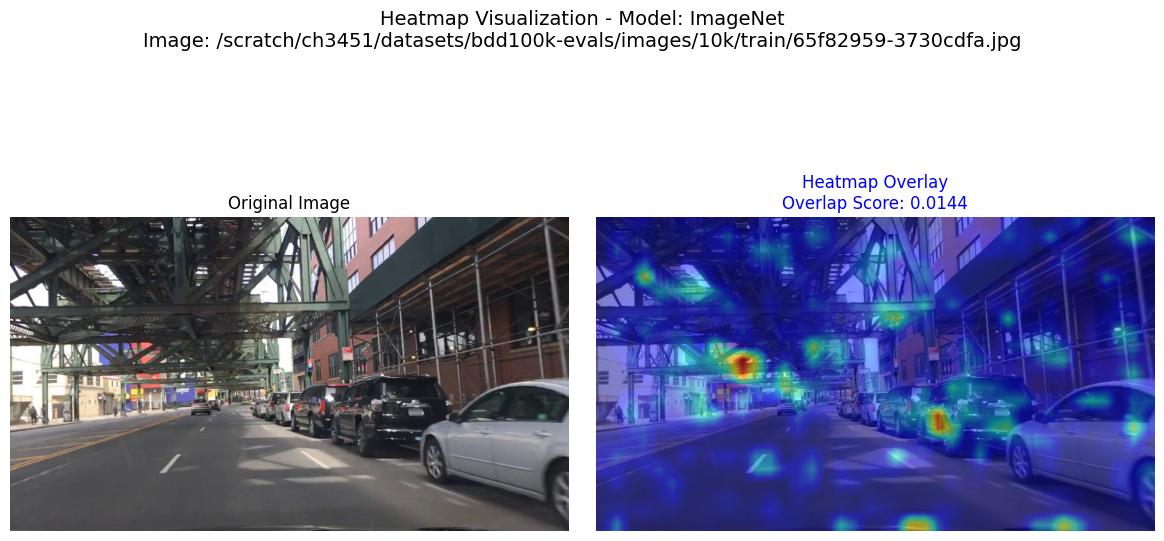 Heatmap Visualization - Model: ImageNet
Image: /scratch/ch3451/datasets/bdd100k-evals/images/10k/train/65f82959-3730cdfa.jpg
Original Image
Heatmap Overlay
Overlap Score: 0.0144